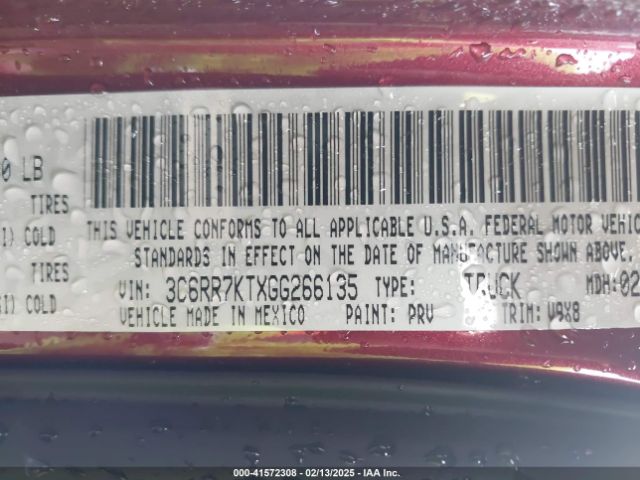 0 LB
TIRES
THIS VEHICLE CONFORMS TO ALL APPLICABLE U.S.A. FEDERAL MOTOR
I) COLD
STANDARDS IN EFFECT ON THE DATE OF MANUFACTURE SHOWN ABOVE.
TIRES
VIN: 3C6RR7KTXGG266135 TYPE: TRUCK MDH:02
SI) COLD
VEHICLE MADE IN MEXICO PAINT: PRV TRIM: V9X8
000-41572308 • 02/13/2025 • IAA Inc.